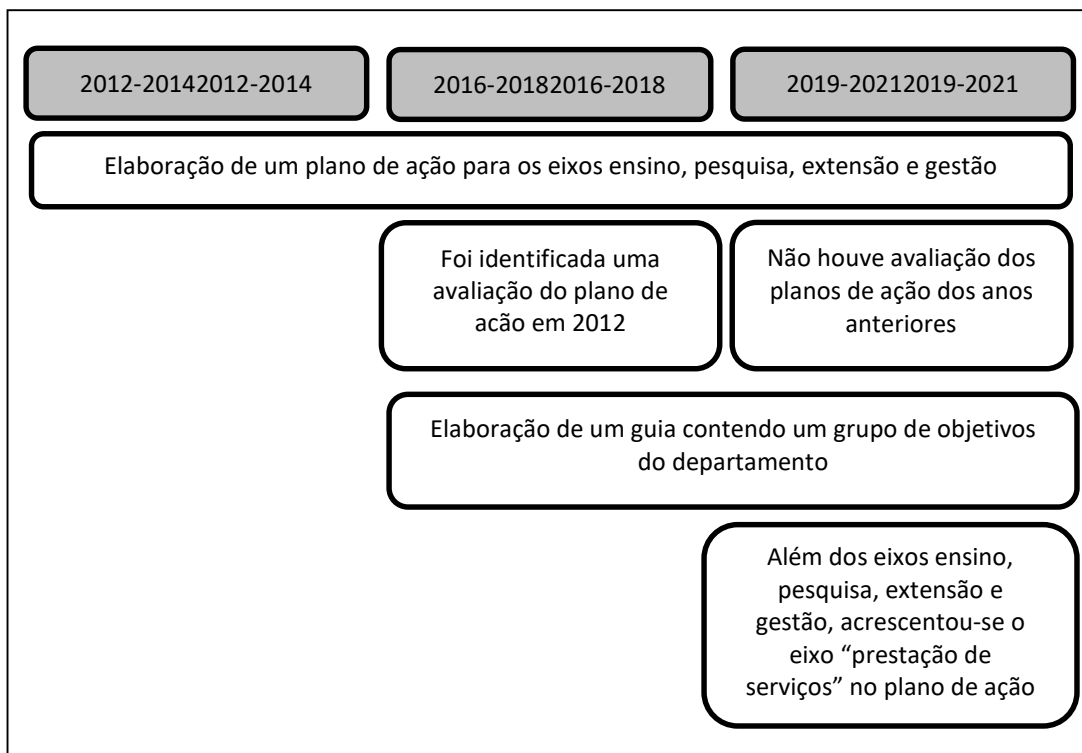 2012-20142012-2014
2016-20182016-2018
2019-20212019-2021
Elaboração de um plano de ação para os eixos ensino, pesquisa, extensão e gestão
Foi identificada uma
avaliação do plano de
acão em 2012
Não houve avaliação dos
planos de ação dos anos
anteriores
Elaboração de um guia contendo um grupo de objetivos
do departamento
Além dos eixos ensino,
pesquisa, extensão e
gestão, acrescentou-se o
eixo “prestação de
serviços” no plano de ação